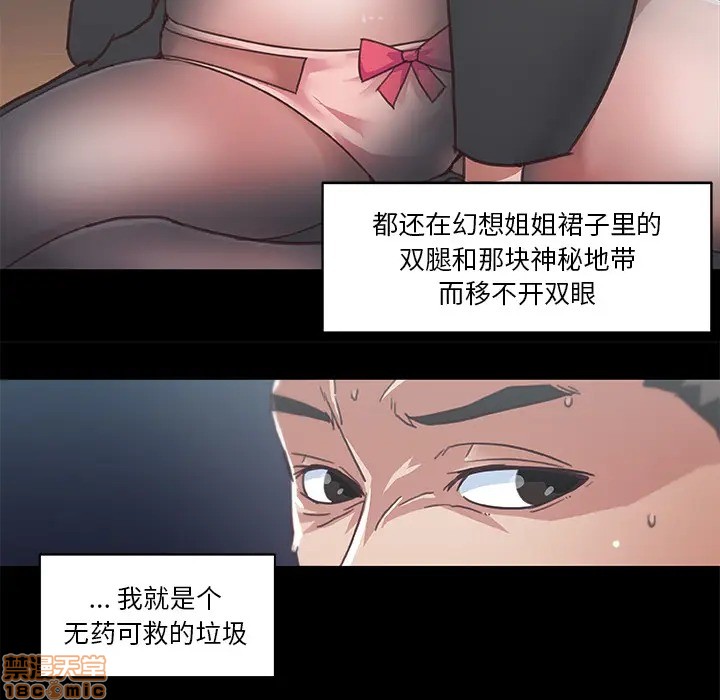 都还在幻想姐姐裙子里的
双腿和那块神秘地带
而移不开双眼
...我就是个
无药可救的垃圾
禁漫天堂
18COMIC